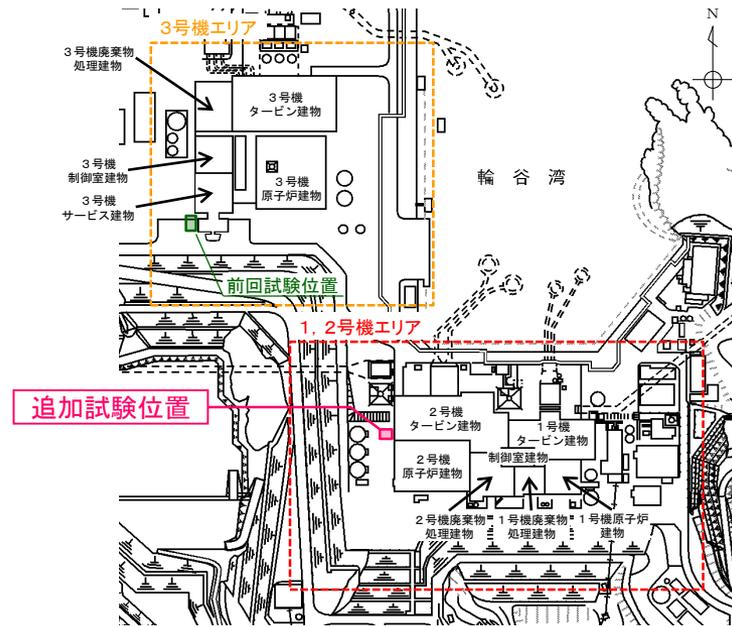 3号機エリア
N
3号機廃棄物
処理建物
3号機
タービン建物
3号機
制御室建物
3号機
原子炉建物
3号機
サービス建物
輪谷湾
前回試験位置
1, 2号機エリア
追加試験位置
2号機
タービン建物
1号機
タービン建物
制御室建物
2号機
原子炉建物
2号機廃棄物
処理建物
1号機廃棄物
処理建物
1号機原子炉
建物